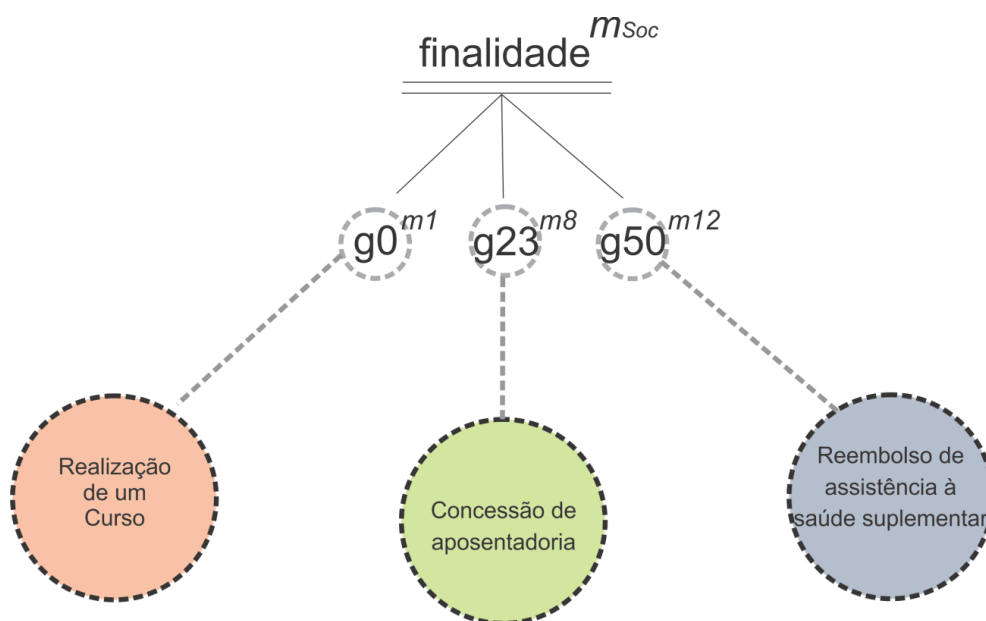 finalidade mSoc
g0 m1
g23 m8
g50 m12
Realização
de um
Curso
Concessão de
aposentadoria
Reembolso de
assistência à
saúde suplementar